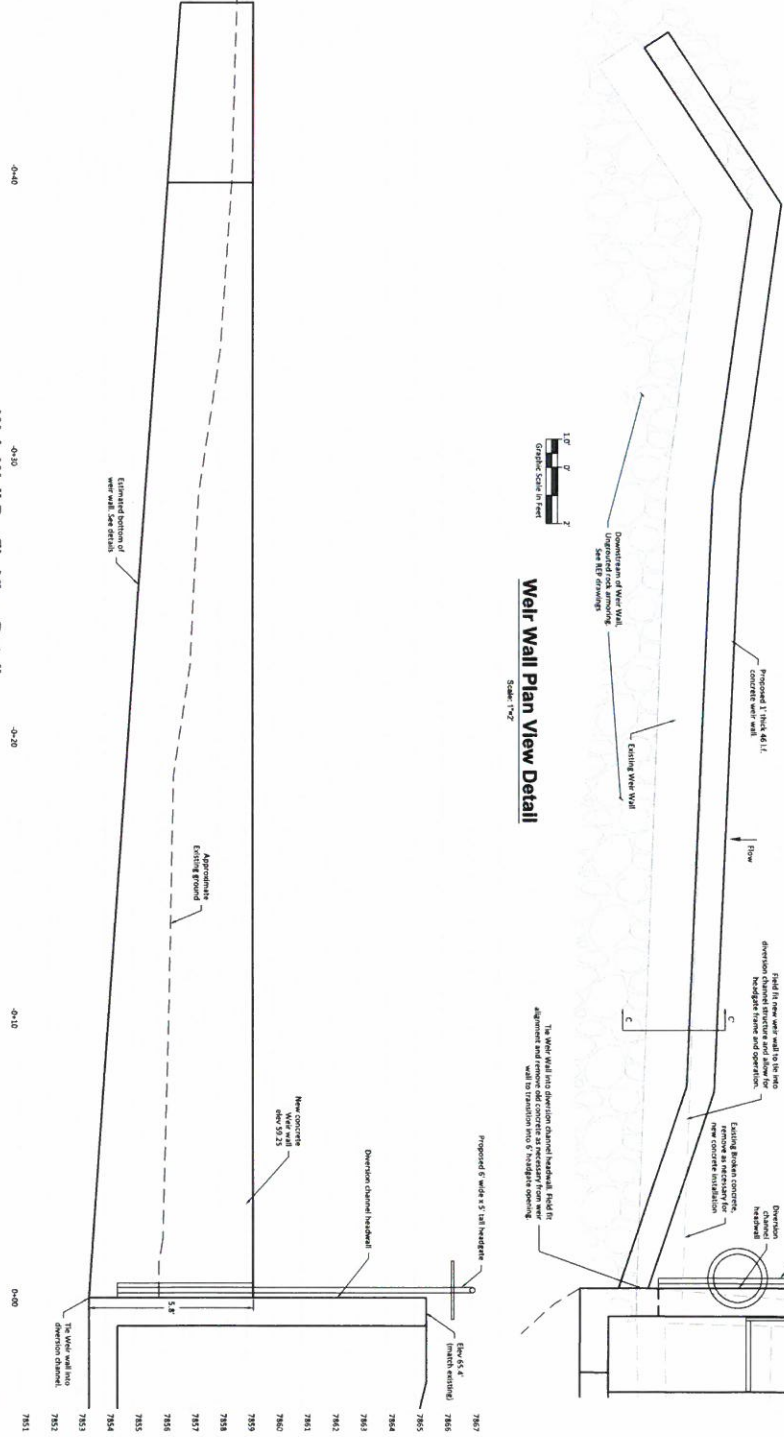 Proposed 1' thick 46 l.f.
concrete weir wall.
Flow
Field fit new weir wall to tie into
diversion channel structure and allow for
headgate frame and operation.
Existing Broken concrete,
remove as necessary for
new concrete installation
Diversion
channel
headwall
C'
C
Existing Weir Wall
Downstream of Weir Wall,
Ungrouted rock armoring.
See REP drawings
Tie Weir Wall into diversion channel headwall. Field fit
alignment and remove old concrete as necessary from weir
wall to transition into 6' headgate opening.
1.0'
0'
2'
Graphic Scale in Feet
Weir Wall Plan View Detail
Scale: 1"=2'
Proposed 6' wide x 5' tall headgate
Elev 65.4'
(match existing)
Diversion channel headwall
New concrete
Weir wall
elev 59.25
Approximate
Existing ground
Estimated bottom of
weir wall. See details
5.8'
Tie Weir wall into
diversion channel.
7867
7866
7865
7864
7863
7862
7861
7860
7859
7858
7857
7856
7855
7854
7853
7852
7851
-0+40
-0+30
-0+20
-0+10
0+00